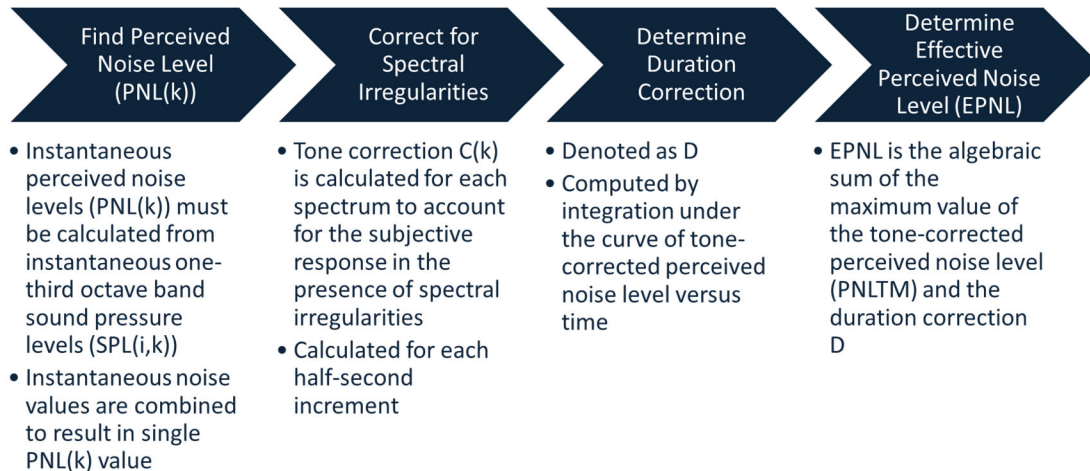 Find Perceived
Noise Level
(PNL(k))
Correct for
Spectral
Irregularities
Determine
Duration
Correction
Determine
Effective
Perceived Noise
Level (EPNL)
• Instantaneous
perceived noise
levels (PNL(k)) must
be calculated from
instantaneous one-
third octave band
sound pressure
levels (SPL(i,k))
• Instantaneous noise
values are combined
to result in single
PNL(k) value
• Tone correction C(k)
is calculated for each
spectrum to account
for the subjective
response in the
presence of spectral
irregularities
• Calculated for each
half-second
increment
• Denoted as D
• Computed by
integration under
the curve of tone-
corrected perceived
noise level versus
time
• EPNL is the algebraic
sum of the
maximum value of
the tone-corrected
perceived noise level
(PNLTM) and the
duration correction
D